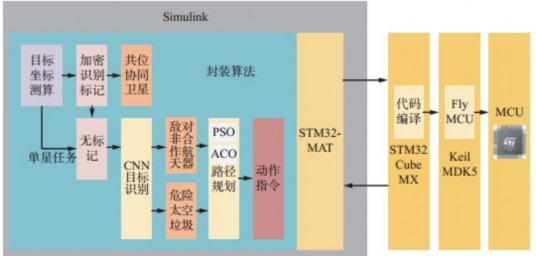 Simulink
目标
坐标
测算
加密
识别
标记
共位
协同
卫星
封装算法
无标
记
单星任务
CNN
目标
识别
敌对
非合
作航
天器
危险
太空
垃圾
PSO
ACO
路径
规划
动作
指令
STM32-
MAT
代码
编译
STM32
Cube
MX
Fly
MCU
Keil
MDK5
MCU